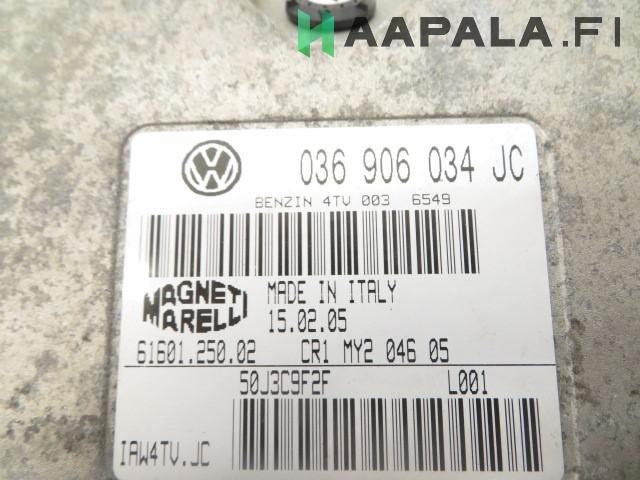 HAAPALA.FI
VW 036 906 034 JC
BENZIN 4TV 003 6549
MAGNETI MARELLI
MADE IN ITALY
15.02.05
61601.250.02 CR1 MY2 046 05
50J3C9F2F L001
IAW4TV.JC